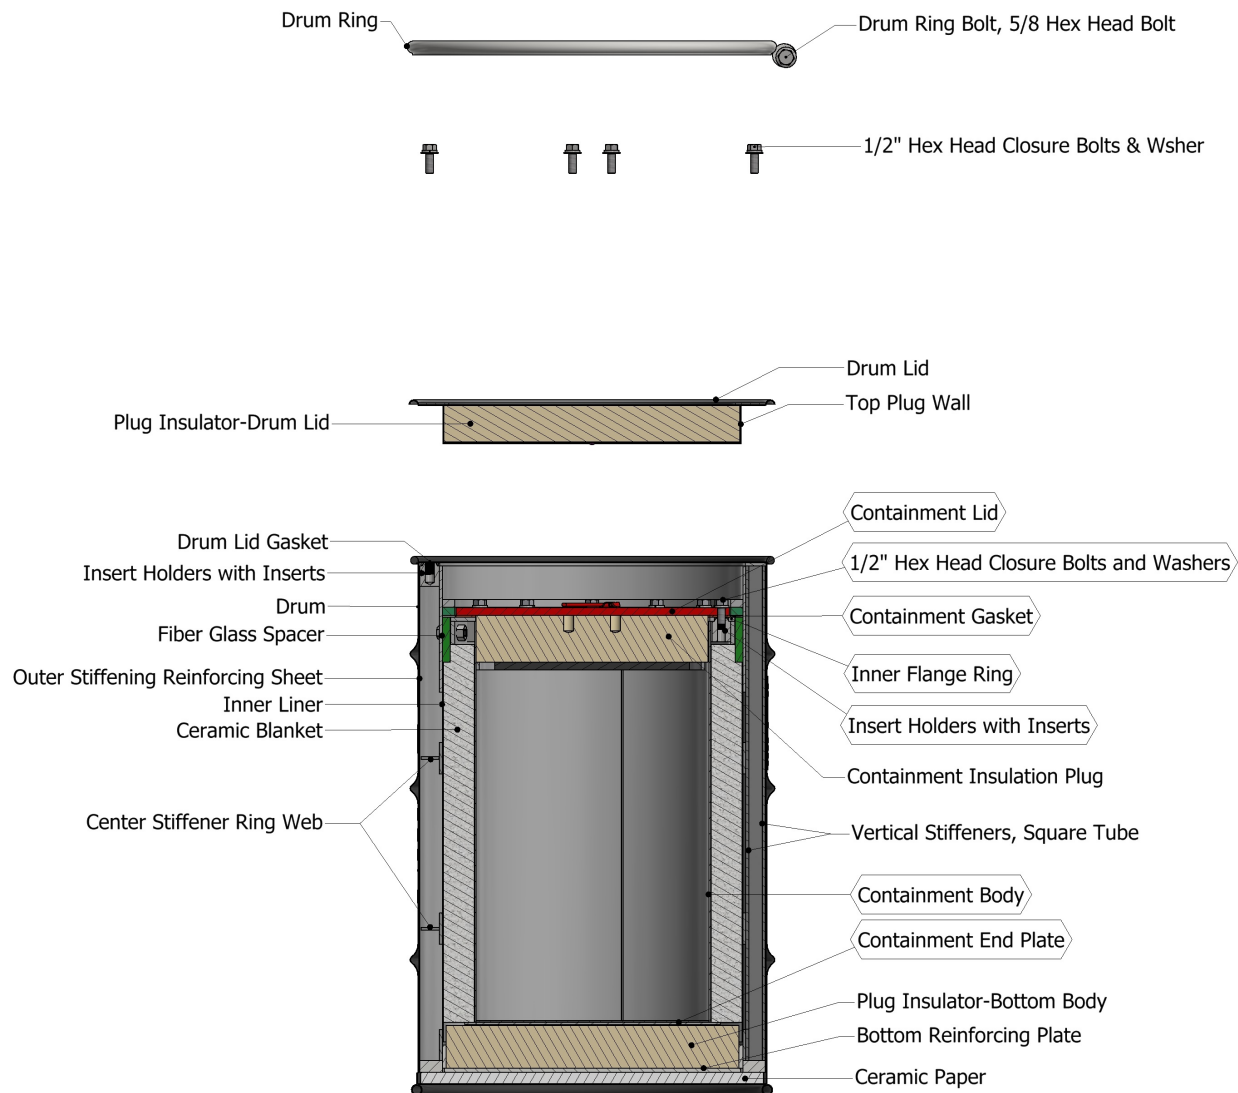 Drum Ring
Drum Ring Bolt, 5/8 Hex Head Bolt
1/2" Hex Head Closure Bolts & Wsher
Drum Lid
Top Plug Wall
Plug Insulator-Drum Lid
Containment Lid
Drum Lid Gasket
1/2" Hex Head Closure Bolts and Washers
Insert Holders with Inserts
Drum
Containment Gasket
Fiber Glass Spacer
Inner Flange Ring
Outer Stiffening Reinforcing Sheet
Inner Liner
Insert Holders with Inserts
Ceramic Blanket
Containment Insulation Plug
Center Stiffener Ring Web
Vertical Stiffeners, Square Tube
Containment Body
Containment End Plate
Plug Insulator-Bottom Body
Bottom Reinforcing Plate
Ceramic Paper